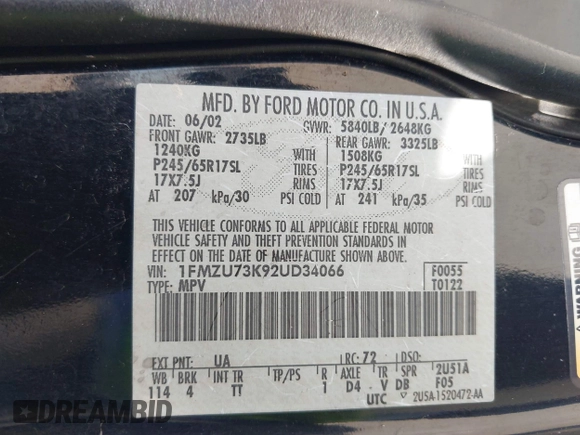 MFD. BY FORD MOTOR CO. IN U.S.A.
DATE: 06/02 GVWR: 5840LB/ 2648KG
FRONT GAWR: 2735LB REAR GAWR: 3325LB
1240KG WITH 1508KG WITH
P245/65R17SL TIRES P245/65R17SL TIRES
17X7.5J RIMS 17X7.5J RIMS
AT 207 kPa/30 PSI COLD AT 241 kPa/35 PSI COLD
THIS VEHICLE CONFORMS TO ALL APPLICABLE FEDERAL MOTOR
VEHICLE SAFETY AND THEFT PREVENTION STANDARDS IN
EFFECT ON THE DATE OF MANUFACTURE SHOWN ABOVE.
VIN: 1FMZU73K92UD34066 F0055
TYPE: MPV T0122
EXT PNT: UA RC: 72 DSO:
WB BRK INT TR TP/PS R AXLE TR SPR 2U51A
114 4 TT 1 D4 V DB F05
UTC 2USA-1520472-AA
WARNING
DREAMBID